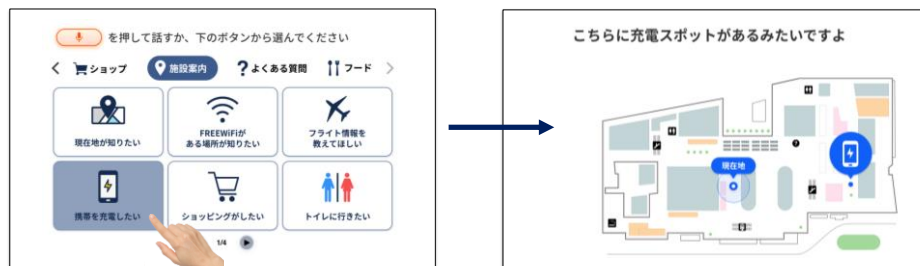 を押して話すか、下のボタンから選んでください
ショップ 施設案内 ?よくある質問 フード
現在地が知りたい
FREEWiFiが
ある場所が知りたい
フライト情報を
教えてほしい
携帯を充電したい
ショッピングがしたい
トイレに行きたい
1/4
こちらに充電スポットがあるみたいですよ
現在地
?